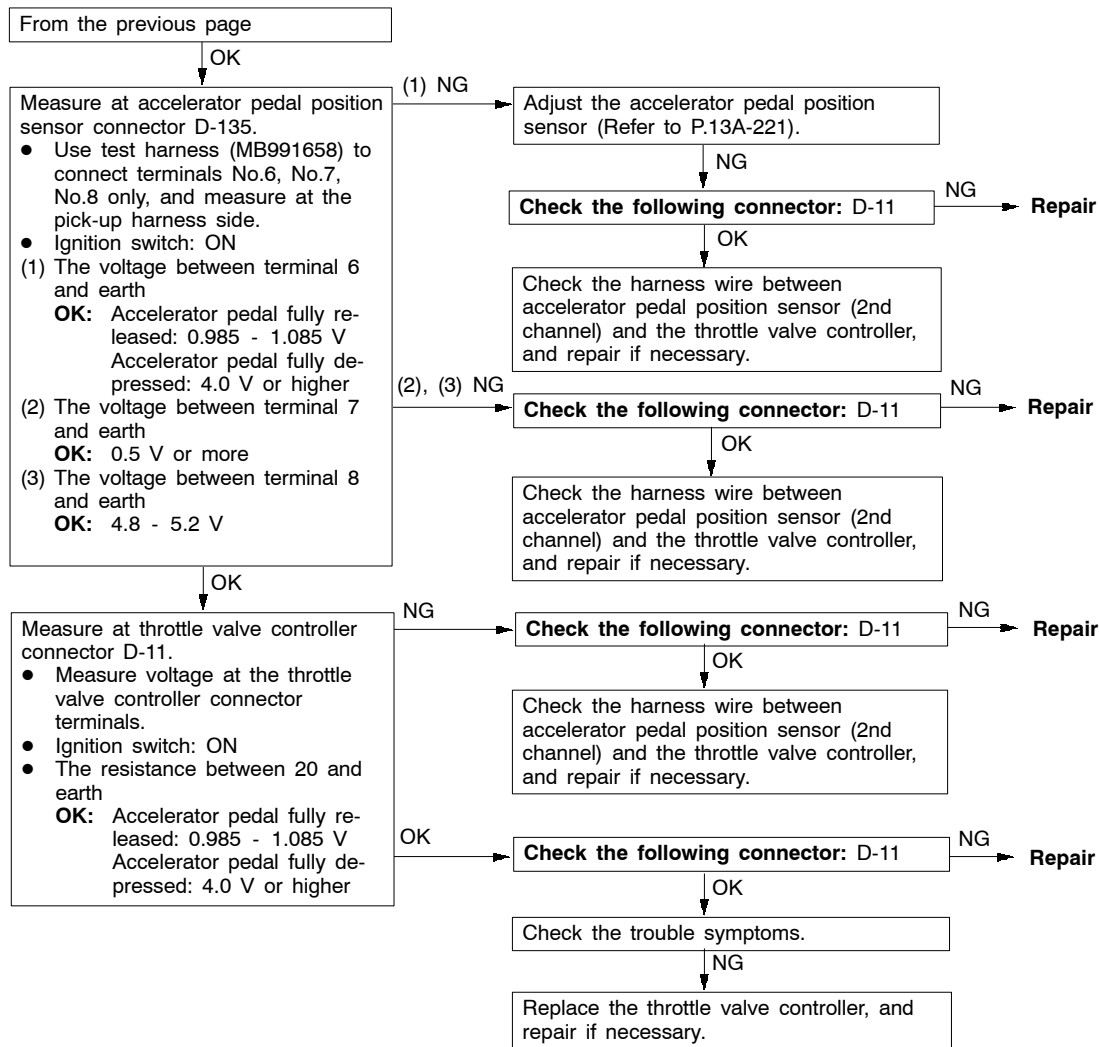 From the previous page
OK
Measure at accelerator pedal position
sensor connector D-135.
● Use test harness (MB991658) to
connect terminals No.6, No.7,
No.8 only, and measure at the
pick-up harness side.
● Ignition switch: ON
(1) The voltage between terminal 6
and earth
OK: Accelerator pedal fully re-
leased: 0.985 - 1.085 V
Accelerator pedal fully de-
pressed: 4.0 V or higher
(2) The voltage between terminal 7
and earth
OK: 0.5 V or more
(3) The voltage between terminal 8
and earth
OK: 4.8 - 5.2 V
(1) NG
Adjust the accelerator pedal position
sensor (Refer to P.13A-221).
NG
Check the following connector: D-11
NG
Repair
OK
Check the harness wire between
accelerator pedal position sensor (2nd
channel) and the throttle valve controller,
and repair if necessary.
(2), (3) NG
Check the following connector: D-11
NG
Repair
OK
Check the harness wire between
accelerator pedal position sensor (2nd
channel) and the throttle valve controller,
and repair if necessary.
OK
Measure at throttle valve controller
connector D-11.
● Measure voltage at the throttle
valve controller connector
terminals.
● Ignition switch: ON
● The resistance between 20 and
earth
OK: Accelerator pedal fully re-
leased: 0.985 - 1.085 V
Accelerator pedal fully de-
pressed: 4.0 V or higher
NG
Check the following connector: D-11
NG
Repair
OK
Check the harness wire between
accelerator pedal position sensor (2nd
channel) and the throttle valve controller,
and repair if necessary.
OK
Check the following connector: D-11
NG
Repair
OK
Check the trouble symptoms.
NG
Replace the throttle valve controller, and
repair if necessary.